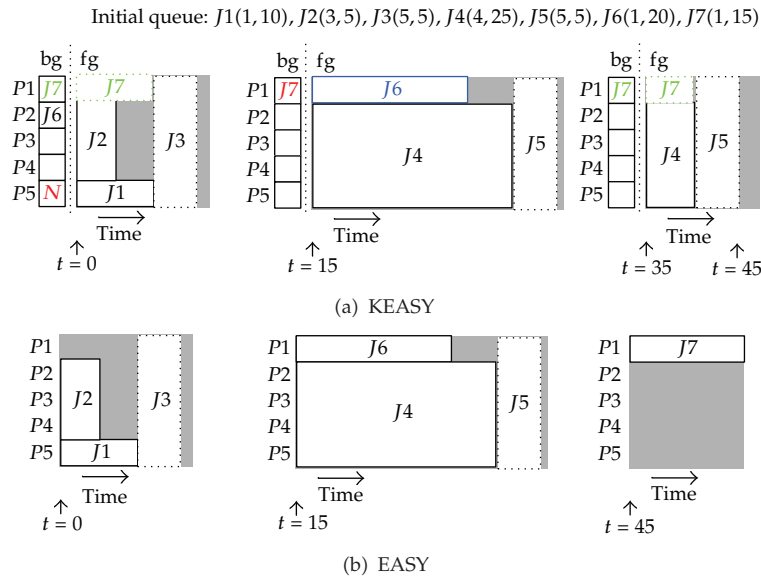 Initial queue: J1(1, 10), J2(3, 5), J3(5, 5), J4(4, 25), J5(5, 5), J6(1, 20), J7(1, 15)
bg fg
P1 J7 J7
P2 J6
P3 J2 J3
P4
P5 N J1
Time
t = 0
bg fg
P1 J7 J6
P2
P3 J4 J5
P4
P5
Time
t = 15
bg fg
P1 J7 J7
P2
P3 J4 J5
P4
P5
Time
t = 35 t = 45
(a) KEASY
P1
P2
P3 J2 J3
P4
P5 J1
Time
t = 0
P1 J6
P2
P3 J4 J5
P4
P5
Time
t = 15
P1 J7
P2
P3
P4
P5
Time
t = 45
(b) EASY